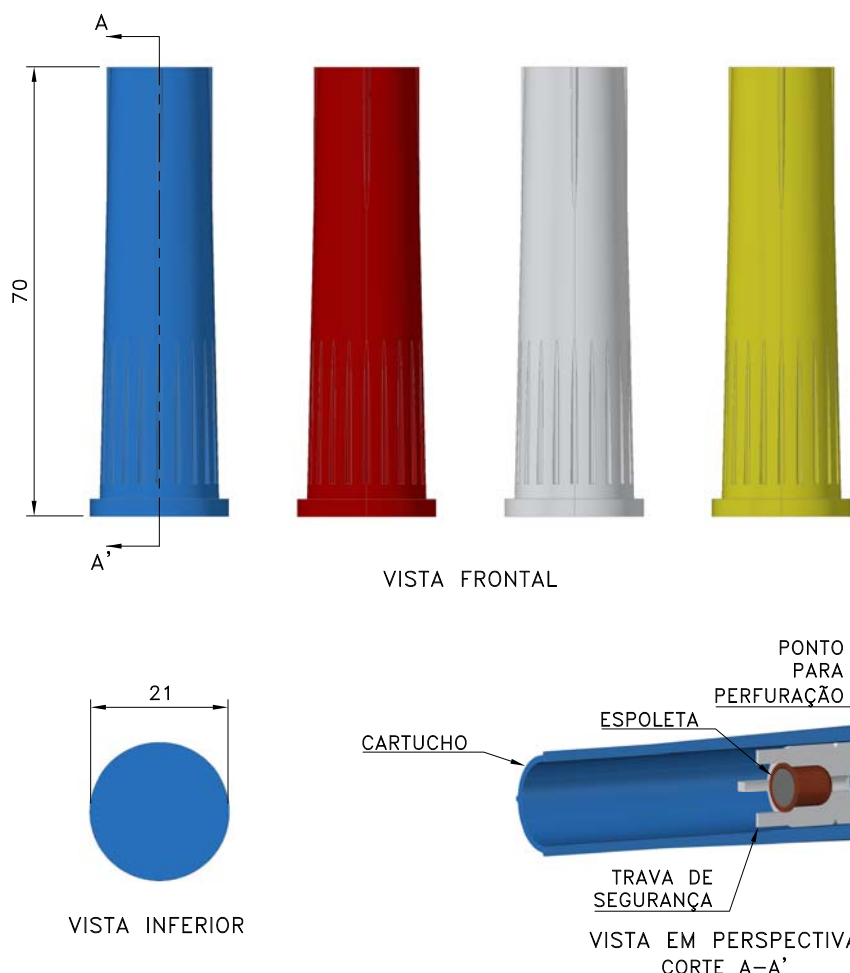 A
70
A'
VISTA FRONTAL
21
VISTA INFERIOR
PONTO
PARA
PERFURAÇÃO
ESPOLETA
CARTUCHO
TRAVA DE
SEGURANÇA
VISTA EM PERSPECTIVA
CORTE A-A'